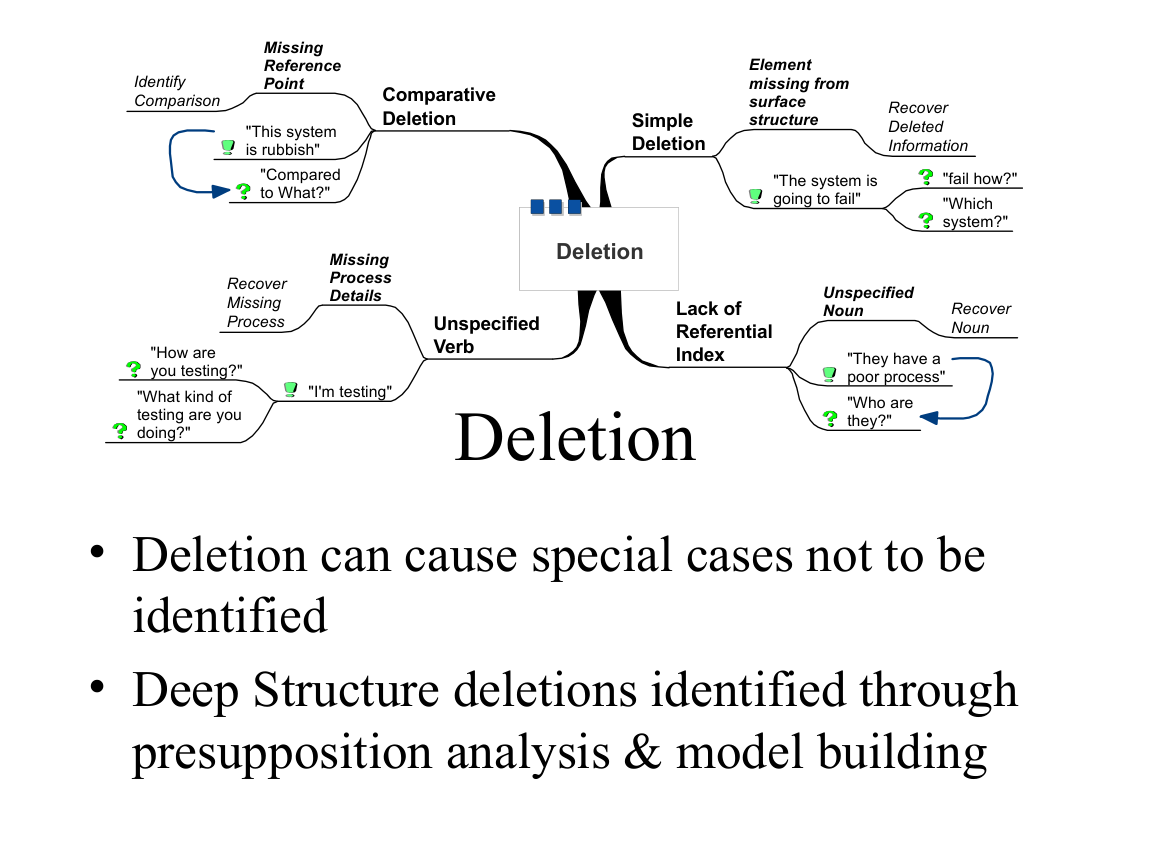 Missing
Reference
Point
Identify
Comparison
Comparative
Deletion
"This system
is rubbish"
"Compared
to What?"
Element
missing from
surface
structure
Simple
Deletion
Recover
Deleted
Information
"The system is
going to fail"
"fail how?"
"Which
system?"
Deletion
Missing
Process
Details
Recover
Missing
Process
Unspecified
Verb
"How are
you testing?"
"I'm testing"
"What kind of
testing are you
doing?"
Lack of
Referential
Index
Unspecified
Noun
Recover
Noun
"They have a
poor process"
"Who are
they?"
Deletion
• Deletion can cause special cases not to be
identified
• Deep Structure deletions identified through
presupposition analysis & model building